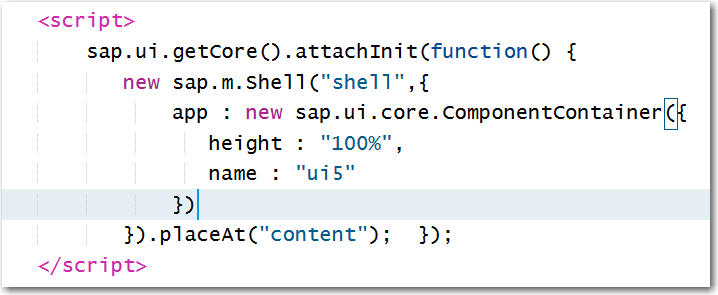 <script>
sap.ui.getCore().attachInit(function() {
new sap.m.Shell("shell",{
app : new sap.ui.core.ComponentContainer({
height : "100%",
name : "ui5"
})
}).placeAt("content");  });
</script>